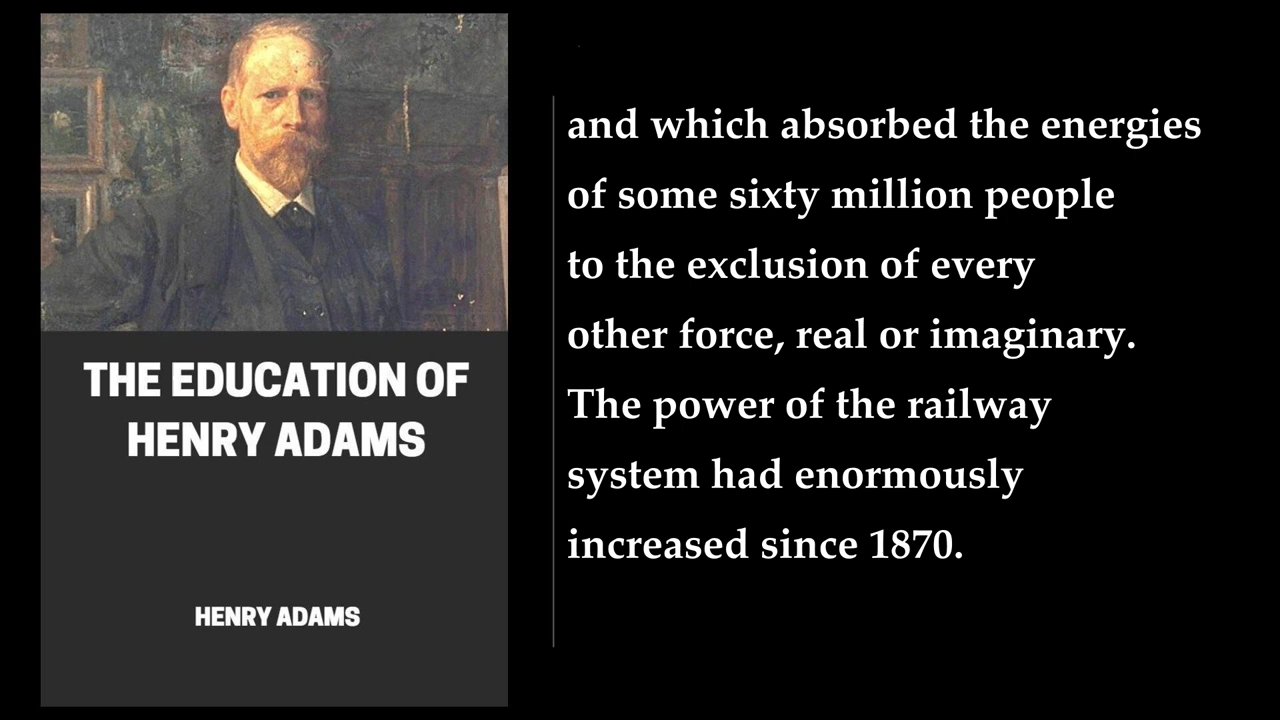 THE EDUCATION OF
HENRY ADAMS
HENRY ADAMS
and which absorbed the energies
of some sixty million people
to the exclusion of every
other force, real or imaginary.
The power of the railway
system had enormously
increased since 1870.